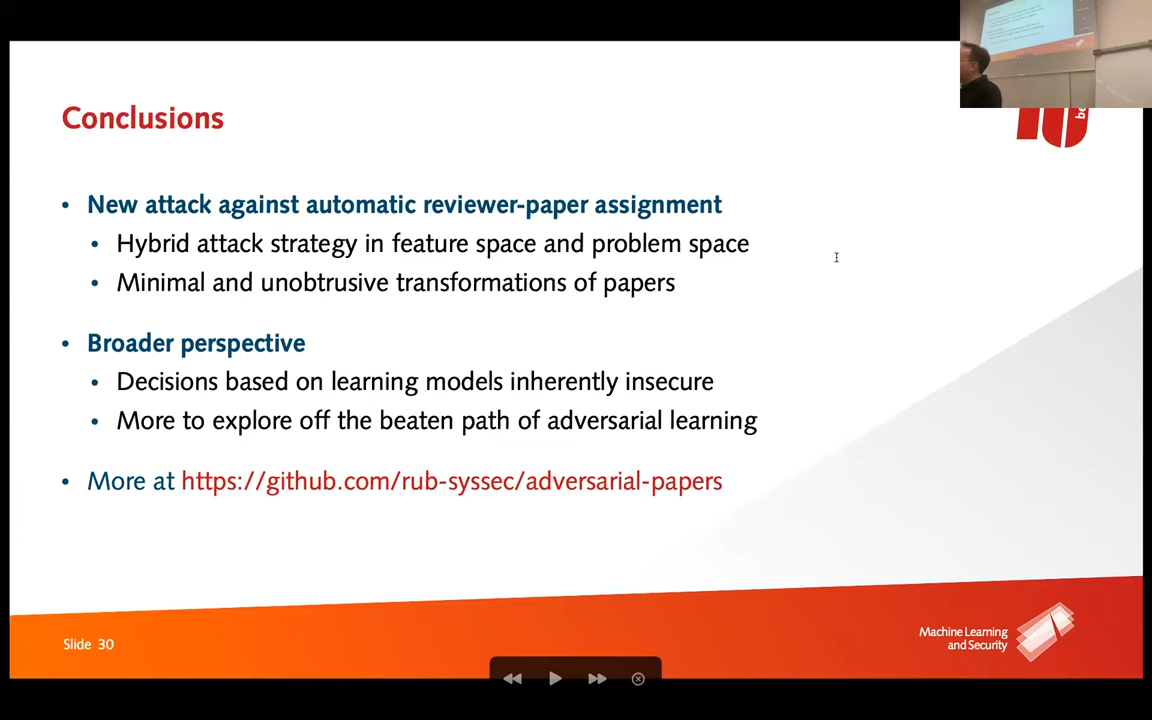 Conclusions
• New attack against automatic reviewer-paper assignment
• Hybrid attack strategy in feature space and problem space
• Minimal and unobtrusive transformations of papers
• Broader perspective
• Decisions based on learning models inherently insecure
• More to explore off the beaten path of adversarial learning
• More at https://github.com/rub-syssec/adversarial-papers
Slide 30
Machine Learning
and Security